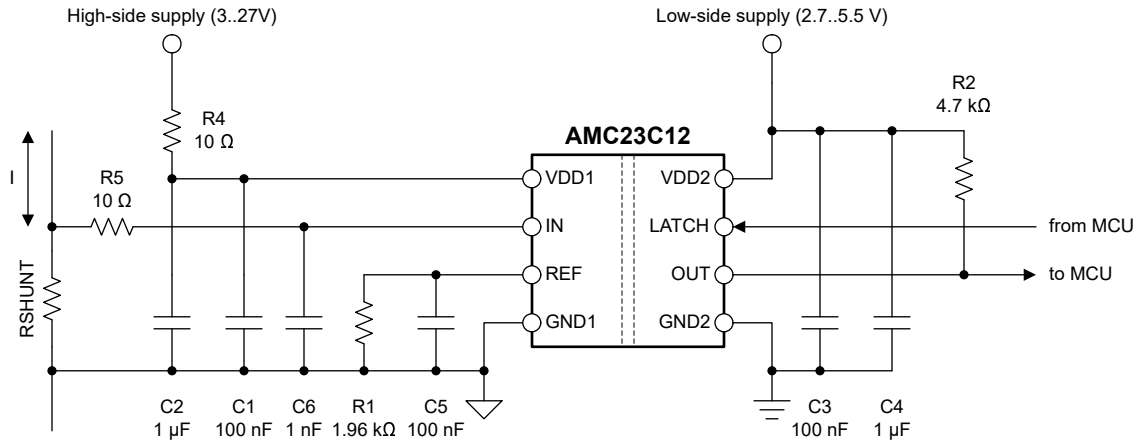 High-side supply (3..27V)
Low-side supply (2.7..5.5 V)
R4
10 Ω
R2
4.7 kΩ
AMC23C12
I
R5
10 Ω
VDD1
VDD2
IN
LATCH
from MCU
RSHUNT
REF
OUT
to MCU
GND1
GND2
C2
1 µF
C1
100 nF
C6
1 nF
R1
1.96 kΩ
C5
100 nF
C3
100 nF
C4
1 µF